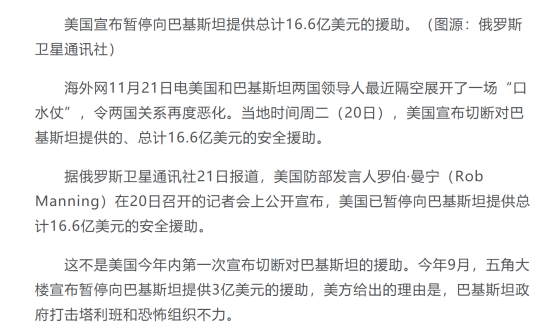 美国宣布暂停向巴基斯坦提供总计16.6亿美元的援助。（图源：俄罗斯
卫星通讯社）
海外网11月21日电美国和巴基斯坦两国领导人最近隔空展开了一场“口
水仗”，令两国关系再度恶化。当地时间周二（20日），美国宣布切断对巴
基斯坦提供的、总计16.6亿美元的安全援助。
据俄罗斯卫星通讯社21日报道，美国防部发言人罗伯·曼宁（Rob
Manning）在20日召开的记者会上公开宣布，美国已暂停向巴基斯坦提供总
计16.6亿美元的安全援助。
这不是美国今年内第一次宣布切断对巴基斯坦的援助。今年9月，五角大
楼宣布暂停向巴基斯坦提供3亿美元的援助，美方给出的理由是，巴基斯坦政
府打击塔利班和恐怖组织不力。